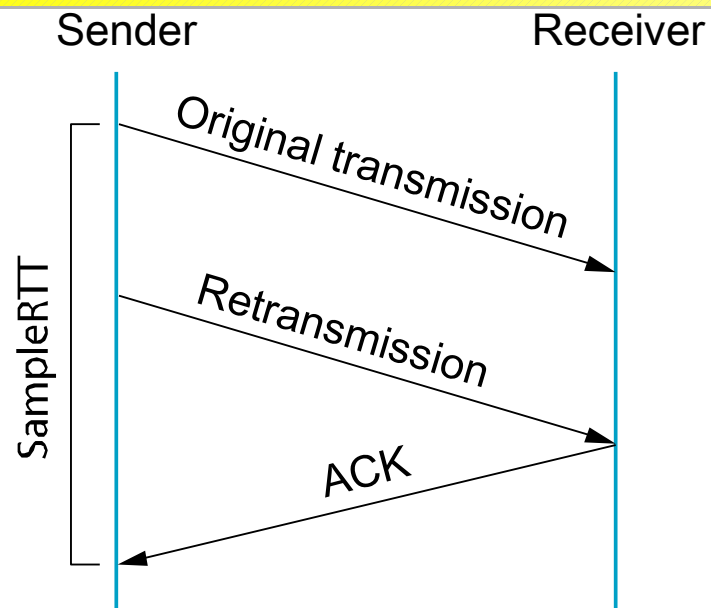 Sender
Receiver
Original transmission
Retransmission
SampleRTT
ACK